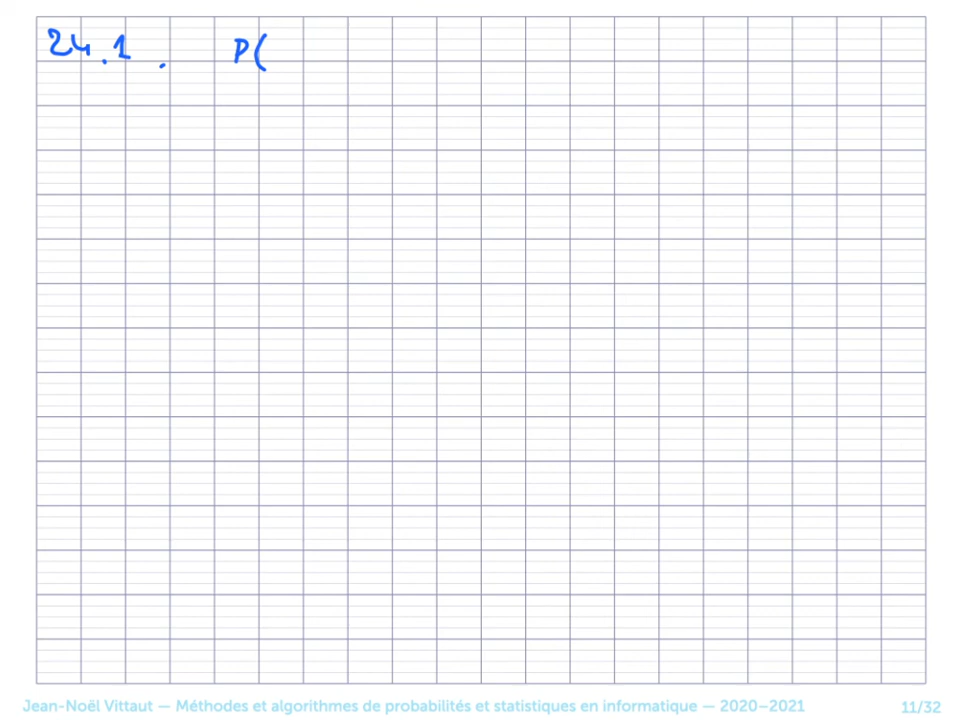 24.1. P(
Jean-Noël Vittaut — Méthodes et algorithmes de probabilités et statistiques en informatique — 2020–2021 11/32